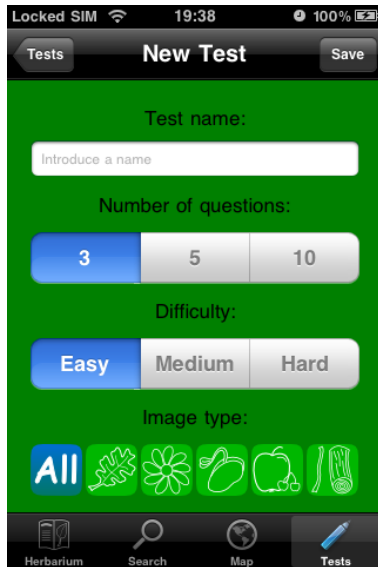 Locked SIM 19:38 100%
Tests New Test Save
Test name:
Introduce a name
Number of questions:
3 5 10
Difficulty:
Easy Medium Hard
Image type:
All
Herbarium Search Map Tests